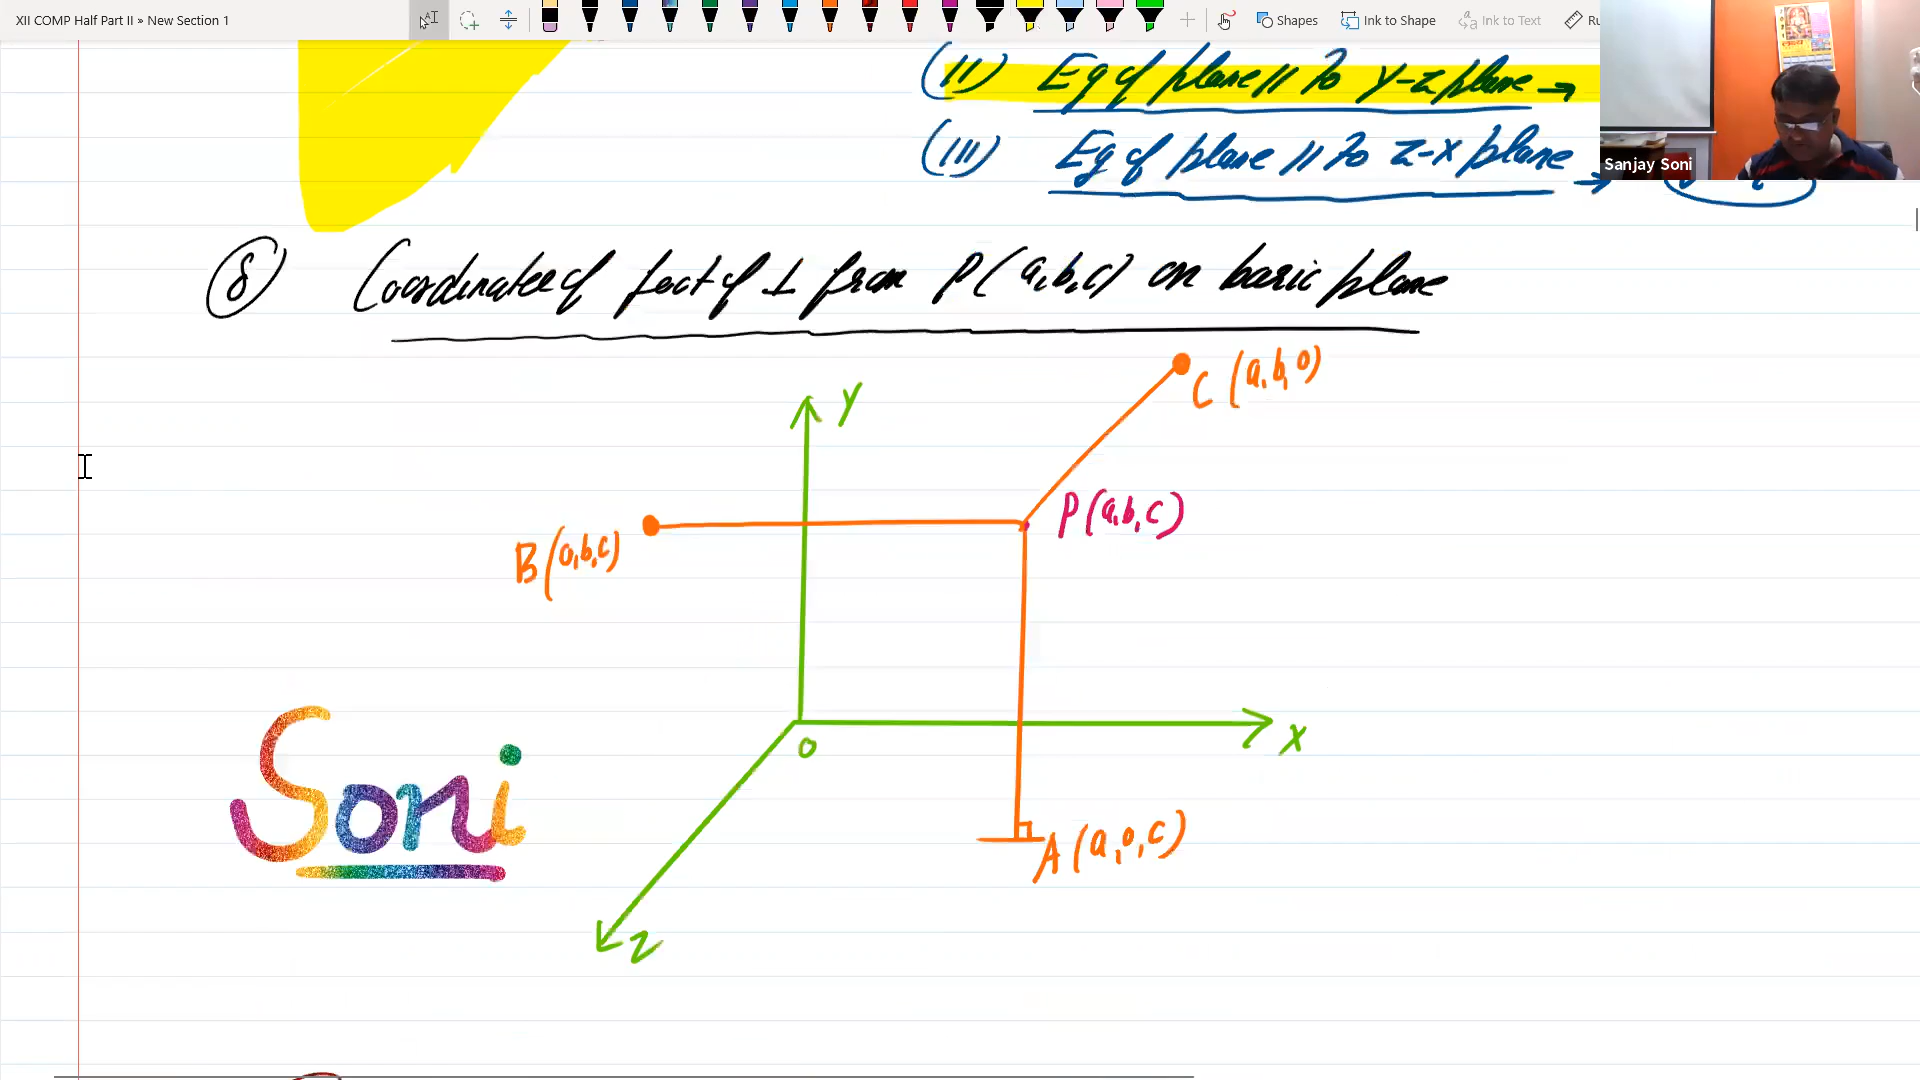 XII COMP Half Part II » New Section 1
Shapes
Ink to Shape
Ink to Text
Ru
(II) Eq of plane // to Y-Z plane →
(III) Eq of plane // to Z-X plane →
Sanjay Soni
⑧ Coordinates of foot of ⊥ from P(a,b,c) on basic plane
Y
C (a,b,0)
P(a,b,c)
B(0,b,c)
O
X
A(a,0,c)
Z
Soni